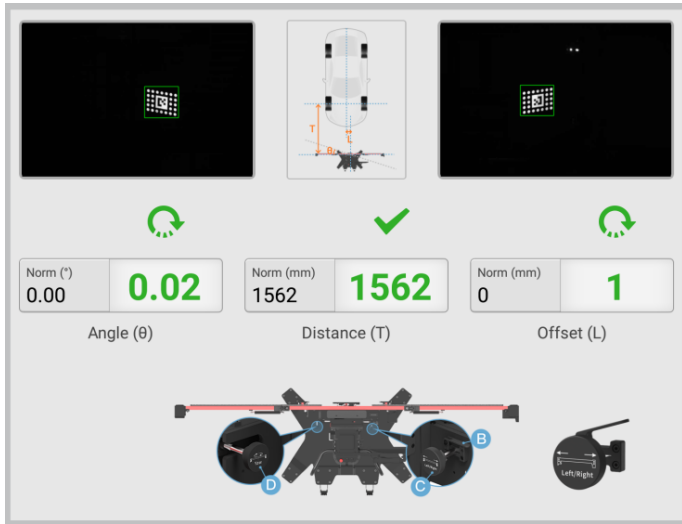 T
L
θ
Norm (°)
0.00
0.02
Norm (mm)
1562
1562
Norm (mm)
0
1
Angle (θ)
Distance (T)
Offset (L)
L
B
D
C
Left/Right